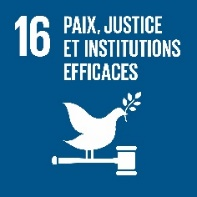 16 PAIX, JUSTICE
ET INSTITUTIONS
EFFICACES